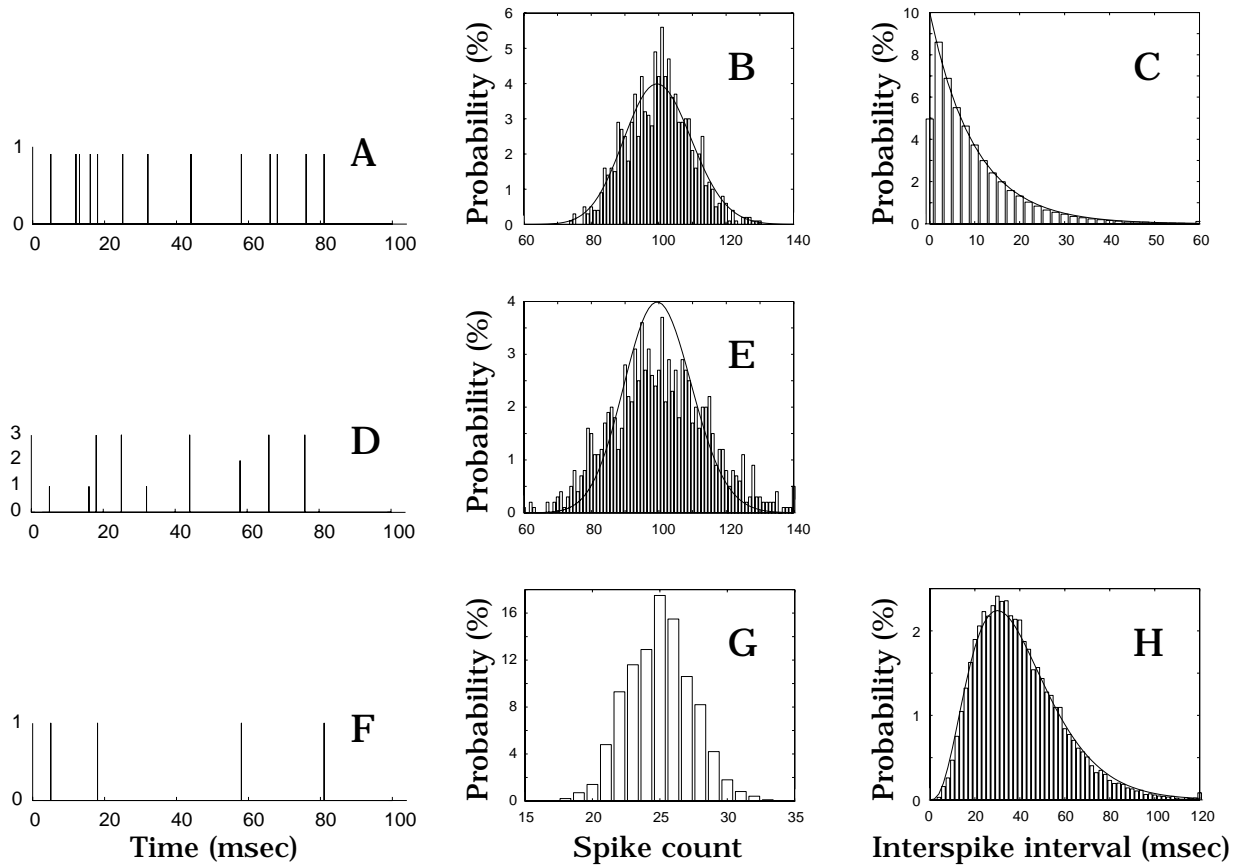 A
1
0
0 20 40 60 80 100
Probability (%)
6
5
4
3
2
1
0
B
60 80 100 120 140
Probability (%)
10
8
6
4
2
0
C
0 10 20 30 40 50 60
D
3
2
1
0
0 20 40 60 80 100
Probability (%)
4
3
2
1
0
E
60 80 100 120 140
F
1
0
0 20 40 60 80 100
Time (msec)
Probability (%)
16
12
8
4
0
G
15 20 25 30 35
Spike count
Probability (%)
2
1
0
H
0 20 40 60 80 100 120
Interspike interval (msec)